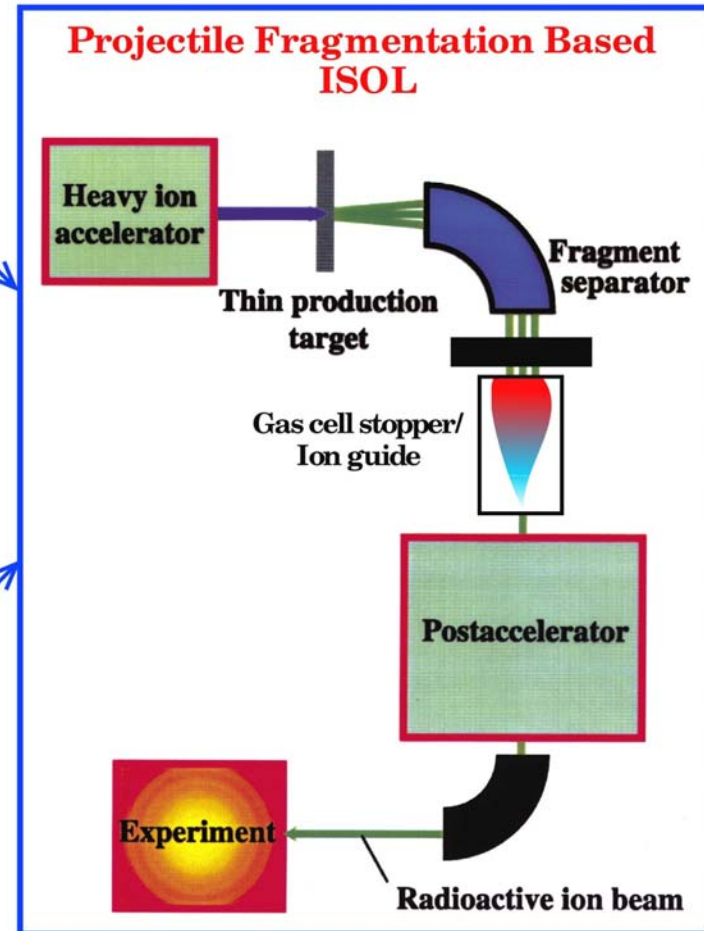 Projectile Fragmentation Based
ISOL
Heavy ion
accelerator
Thin production
target
Fragment
separator
Gas cell stopper/
Ion guide
Postaccelerator
Experiment
Radioactive ion beam